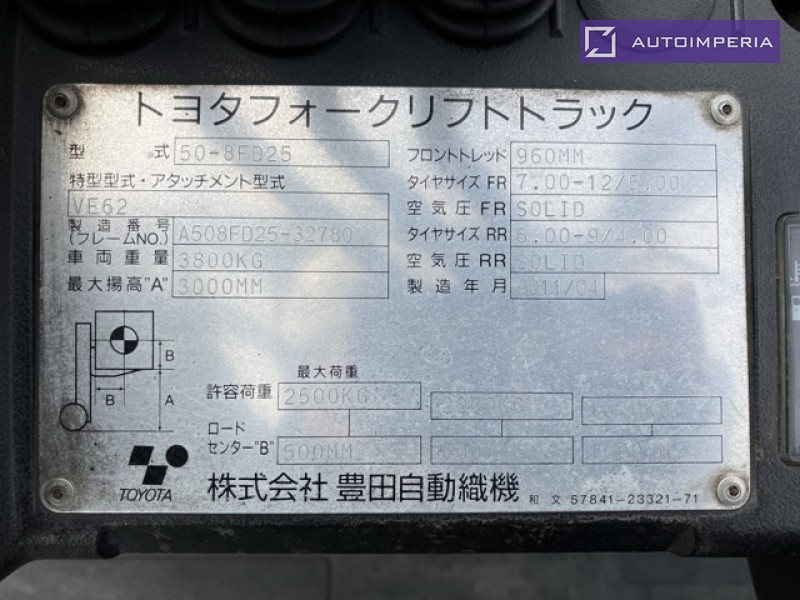 AUTOIMPERIA
トヨタフォークリフトトラック
型 式 50-8FD25
特型型式・アタッチメント型式
VE62
製造番号
(フレームNO.) A508FD25-32780
車両重量 3800KG
最大揚高"A" 3000MM
フロントトレッド 960MM
タイヤサイズ FR 7.00-12/5.00
空気圧 FR SOLID
タイヤサイズ RR 6.00-9/4.00
空気圧 RR SOLID
製造年月 2011/04
B
B
A
最大荷重
許容荷重 2500KG
ロード
センター"B" 500MM
TOYOTA
株式会社 豊田自動織機
和文 57841-23321-71